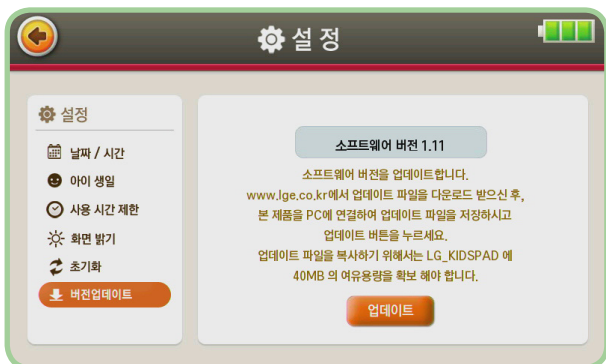 설정
설정
날짜 / 시간
아이 생일
사용 시간 제한
화면 밝기
초기화
버전업데이트
소프트웨어 버전 1.11
소프트웨어 버전을 업데이트합니다.
www.lge.co.kr에서 업데이트 파일을 다운로드 받으신 후,
본 제품을 PC에 연결하여 업데이트 파일을 저장하시고
업데이트 버튼을 누르세요.
업데이트 파일을 복사하기 위해서는 LG_KIDSPAD 에
40MB 의 여유용량을 확보 해야 합니다.
업데이트